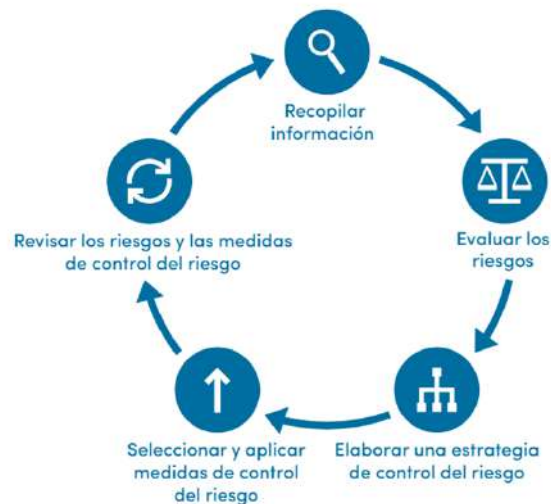 Recopilar
información
Evaluar los
riesgos
Elaborar una estrategia
de control del riesgo
Seleccionar y aplicar
medidas de control
del riesgo
Revisar los riesgos y las medidas
de control del riesgo